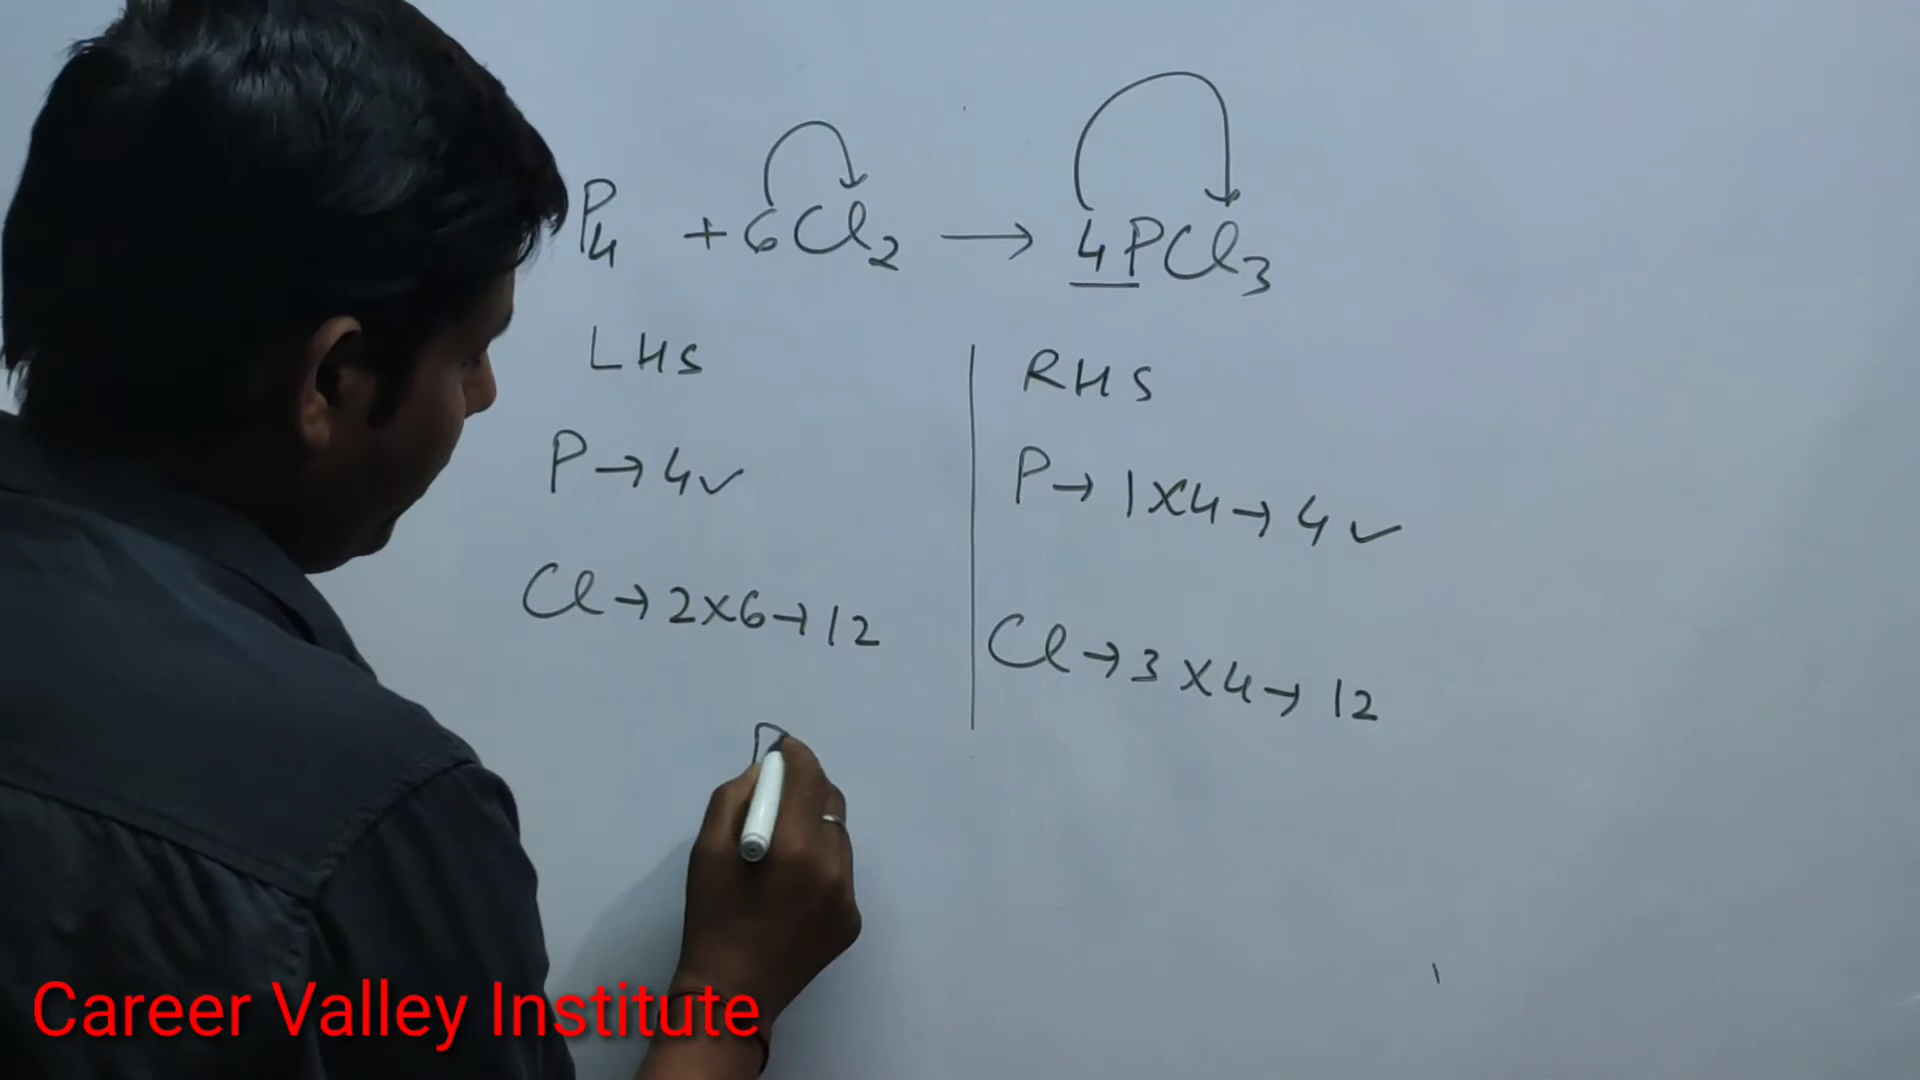 P4 + 6Cl2 → 4PCl3
LHS
P → 4 ✓
Cl → 2 × 6 → 12
RHS
P → 1 × 4 → 4 ✓
Cl → 3 × 4 → 12
Career Valley Institute